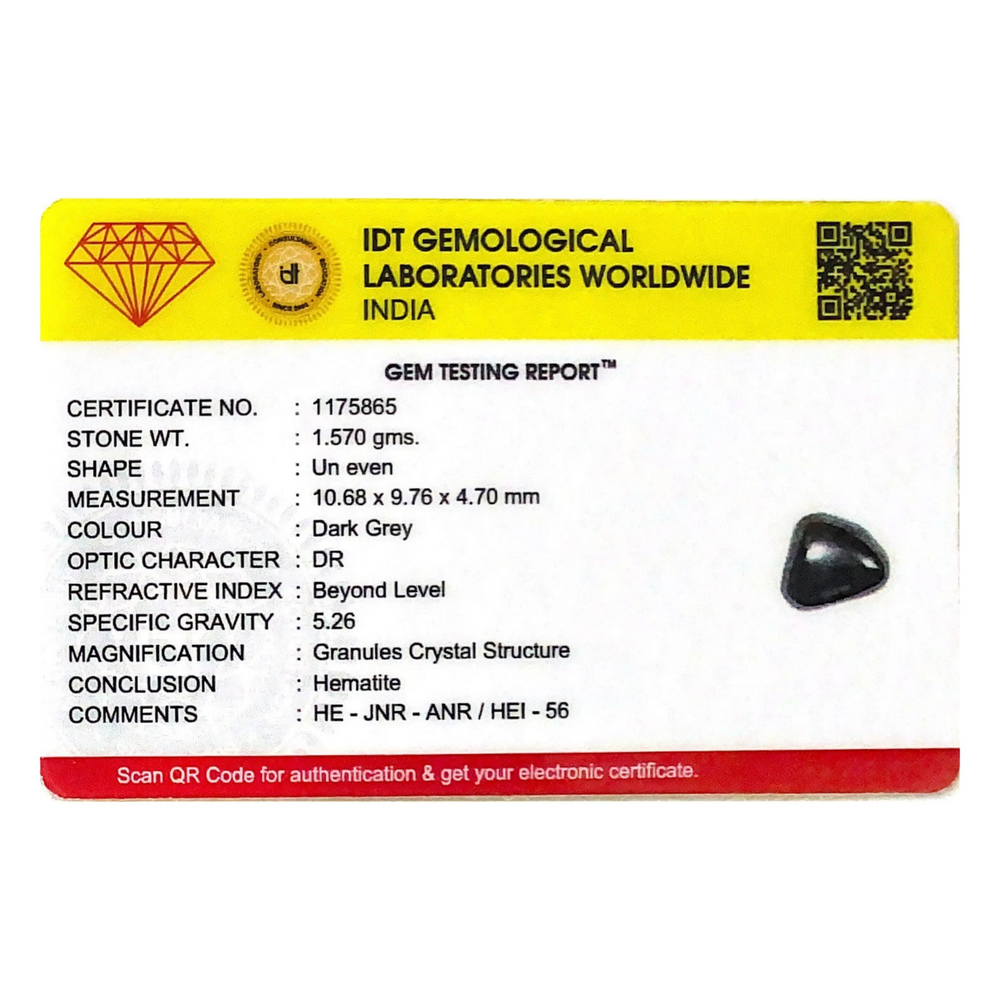 IDT GEMOLOGICAL
LABORATORIES WORLDWIDE
INDIA
CONSULTANCY
idt
SINCE
GEM TESTING REPORT™
CERTIFICATE NO. : 1175865
STONE WT. : 1.570 gms.
SHAPE : Un even
MEASUREMENT : 10.68 x 9.76 x 4.70 mm
COLOUR : Dark Grey
OPTIC CHARACTER : DR
REFRACTIVE INDEX : Beyond Level
SPECIFIC GRAVITY : 5.26
MAGNIFICATION : Granules Crystal Structure
CONCLUSION : Hematite
COMMENTS : HE - JNR - ANR / HEI - 56
Scan QR Code for authentication & get your electronic certificate.